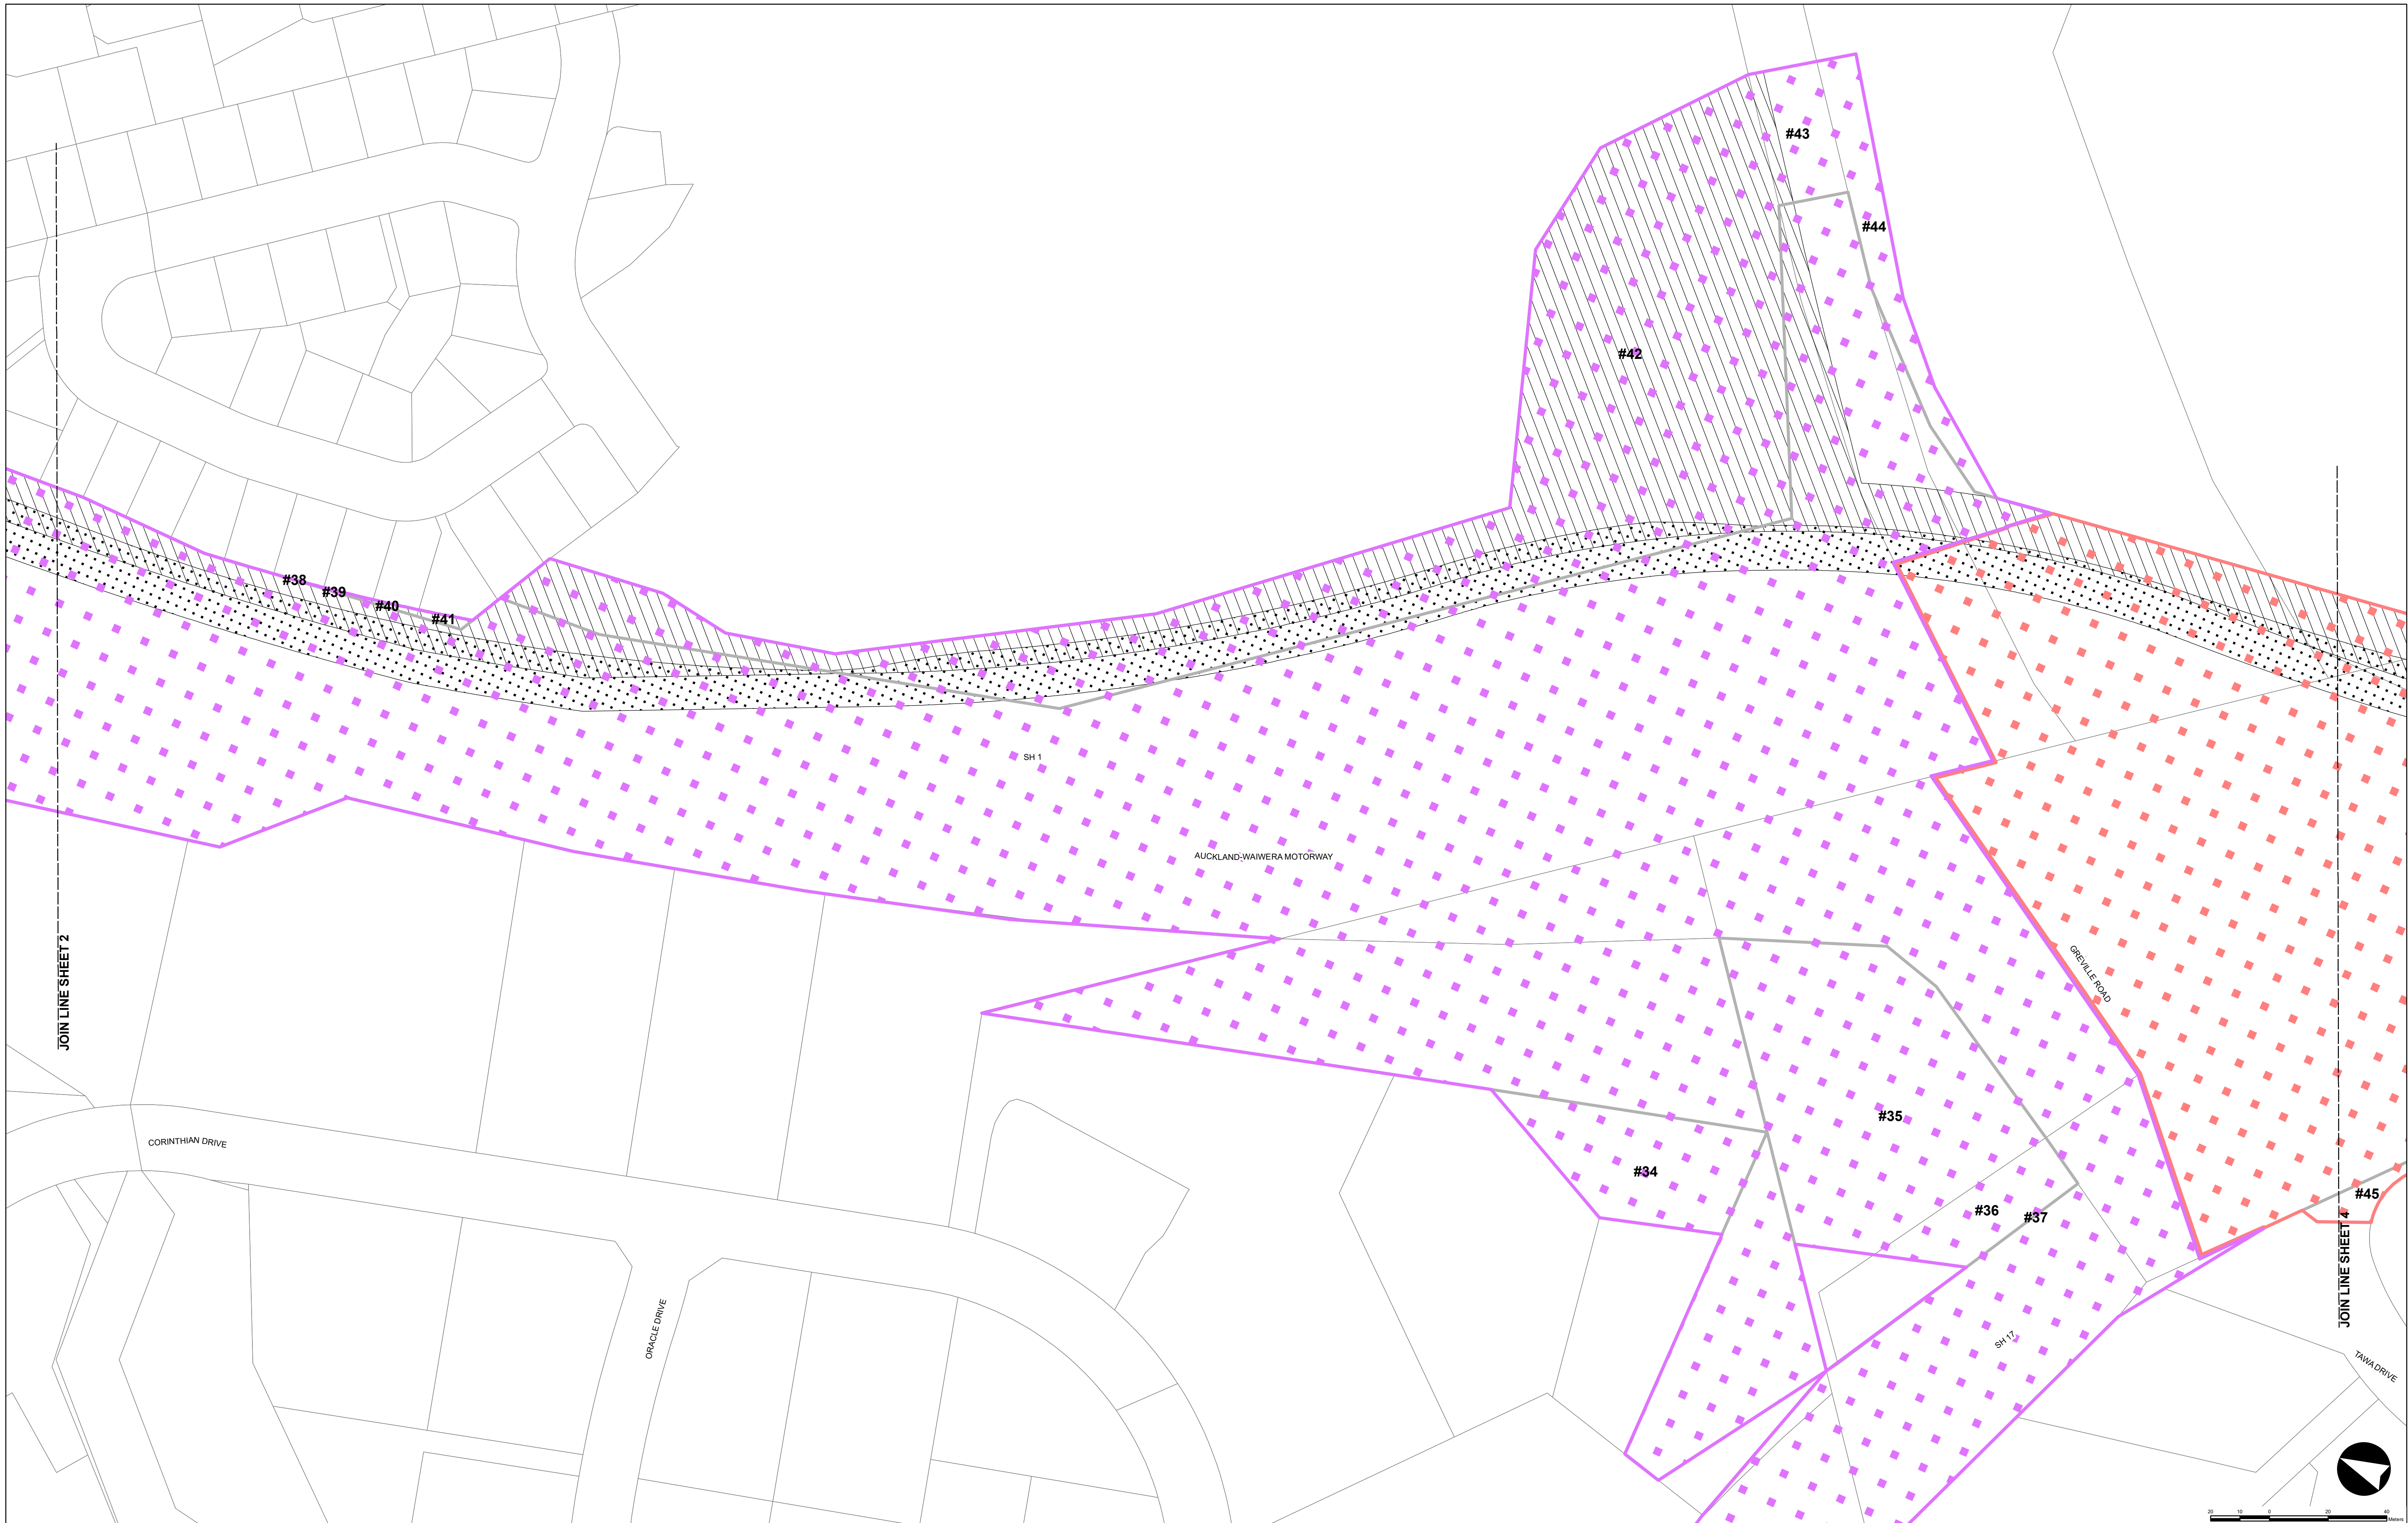 #43
#44
#42
#38
#39
#40
#41
SH 1
AUCKLAND-WAIWERA MOTORWAY
JOIN LINE SHEET 2
GREVILLE ROAD
#35
CORINTHIAN DRIVE
#34
#45
#36
#37
JOIN LINE SHEET 4
ORACLE DRIVE
SH 17
TAWA DRIVE
20 10 0 20 40
Meters